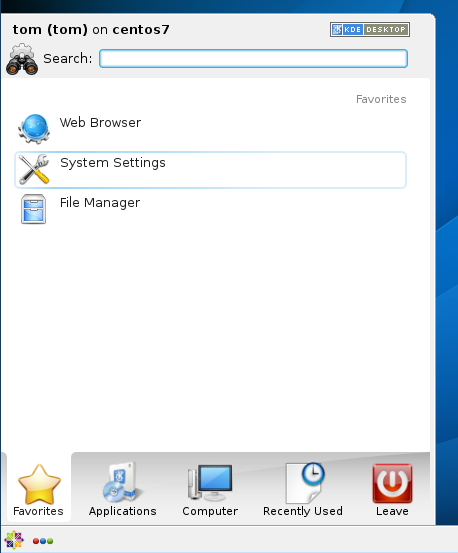 tom (tom) on centos7
KDE DESKTOP
Search:
Favorites
Web Browser
System Settings
File Manager
Favorites
Applications
Computer
Recently Used
Leave